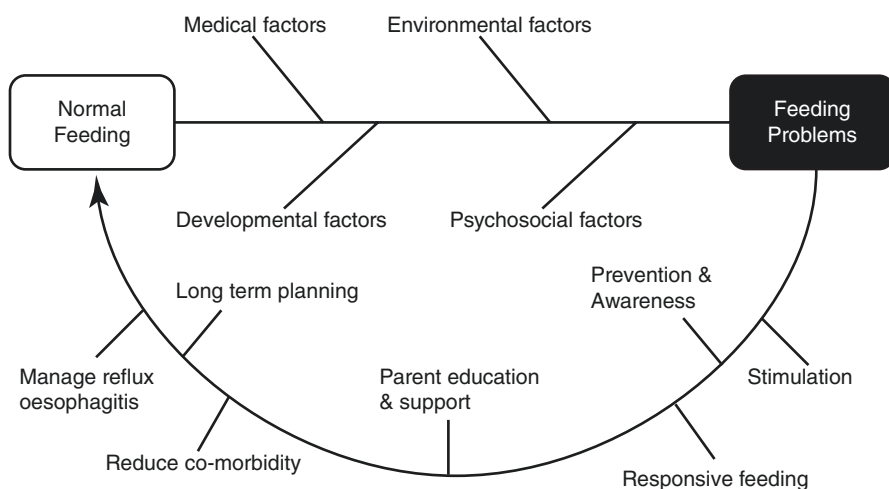 Medical factors
Environmental factors
Normal
Feeding
Feeding
Problems
Developmental factors
Psychosocial factors
Prevention &
Awareness
Long term planning
Manage reflux
oesophagitis
Parent education
& support
Stimulation
Reduce co-morbidity
Responsive feeding